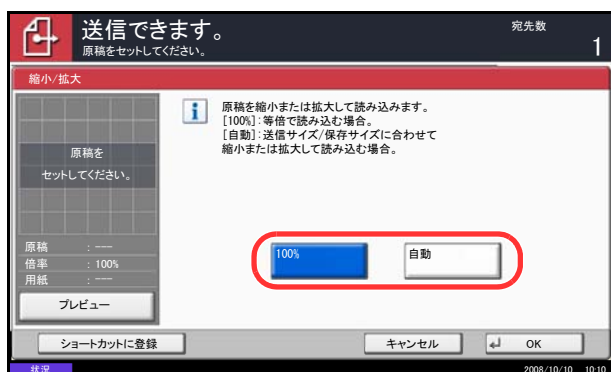 送信できます。
原稿をセットしてください。
宛先数
1
縮小/拡大
原稿を
セットしてください。
原稿 : ---
倍率 : 100%
用紙 : ---
プレビュー
原稿を縮小または拡大して読み込みます。
[100%]:等倍で読み込む場合。
[自動]:送信サイズ/保存サイズに合わせて
縮小または拡大して読み込む場合。
100%
自動
ショートカットに登録
キャンセル
OK
状況
2008/10/10 10:10